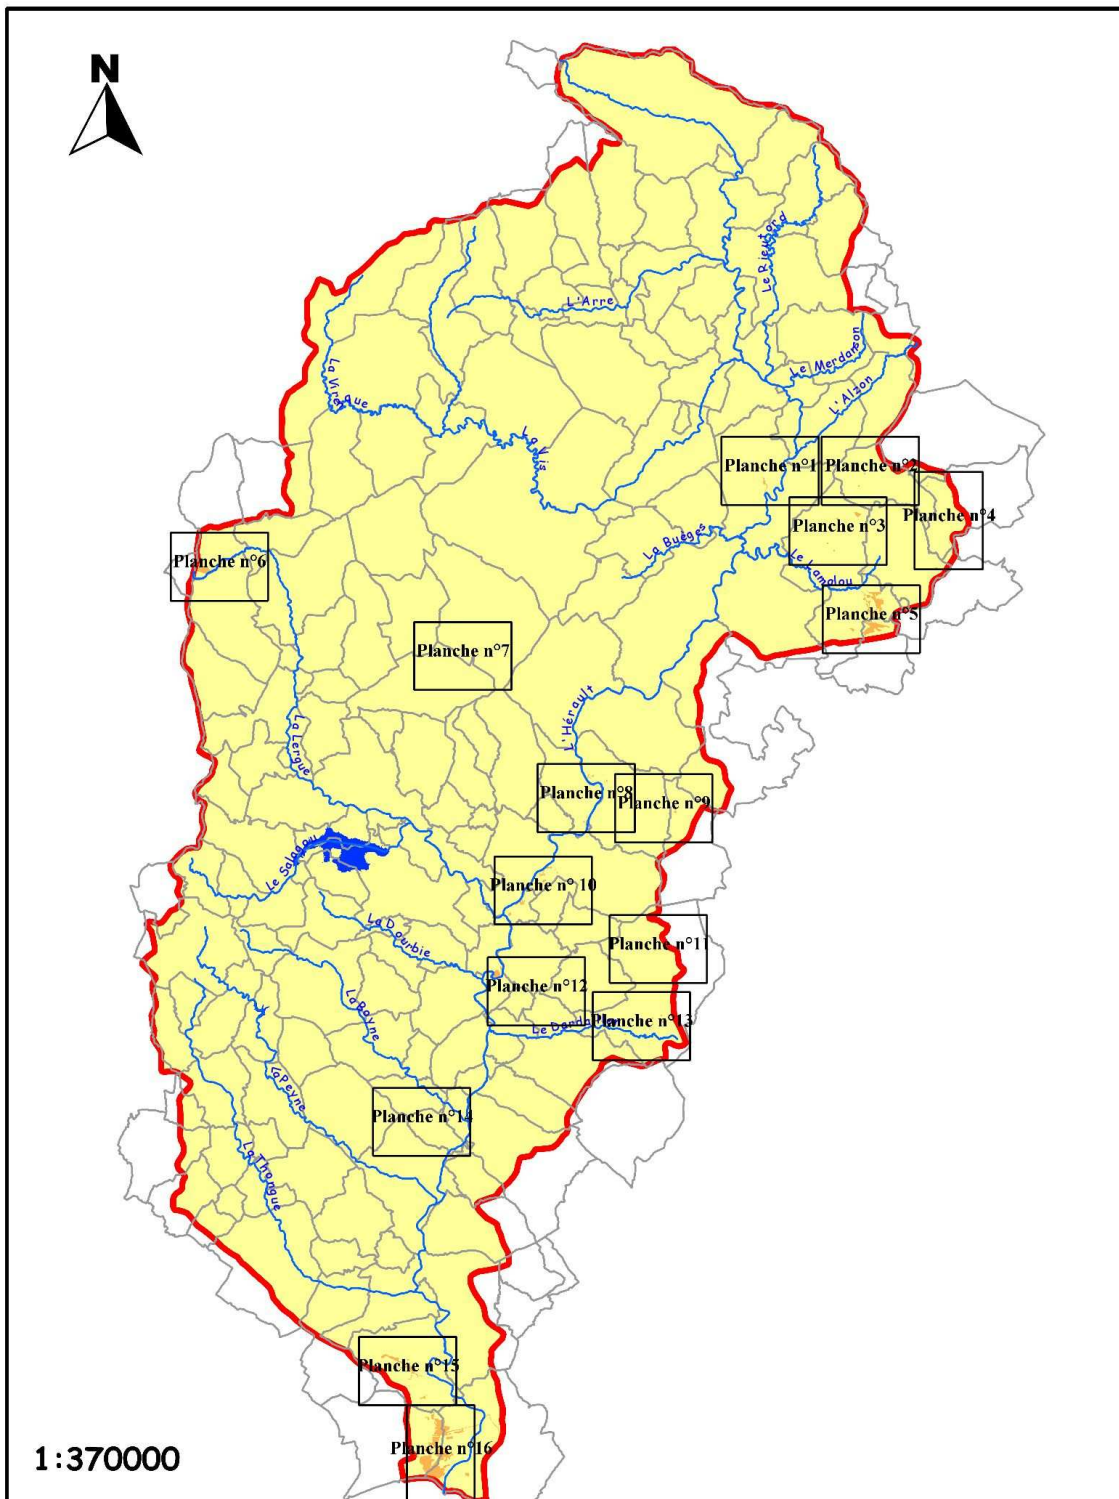 N
Le Rieutord
L'Arre
Le Merdanson
L'Alzon
La Virenque
La Vis
Planche n°1
Planche n°2
Planche n°3
Planche n°4
La Buèges
Le Lamalou
Planche n°6
Planche n°5
Planche n°7
L'Hérault
La Lergue
Planche n°8
Planche n°9
Le Salagou
Planche n° 10
La Dourbie
Planche n°11
Planche n°12
La Boyne
Planche n°13
La Peyne
Planche n°14
La Thongue
Planche n°15
Planche n°16
1:370000